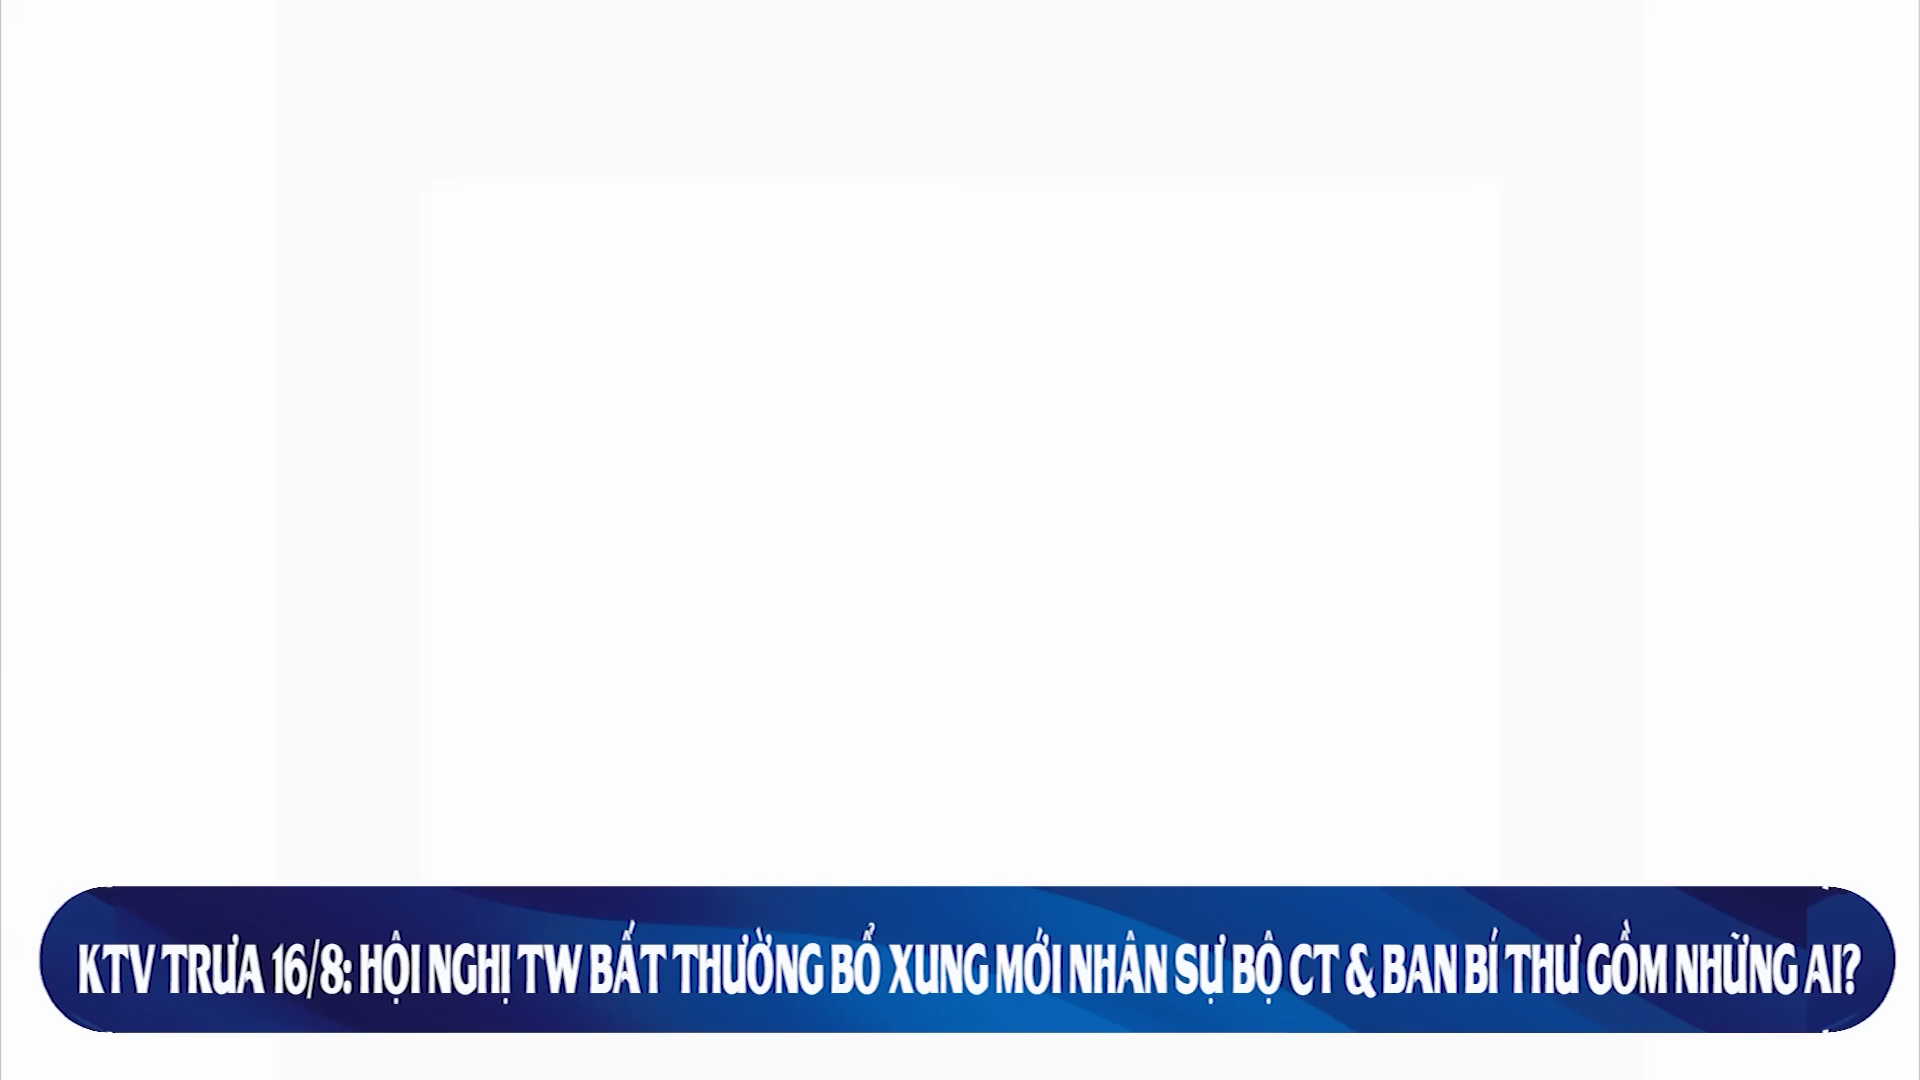 KTV TRƯA 16/8: HỘI NGHỊ TW BẤT THƯỜNG BỔ XUNG MỚI NHÂN SỰ BỘ CT & BAN BÍ THƯ GỒM NHỮNG AI?